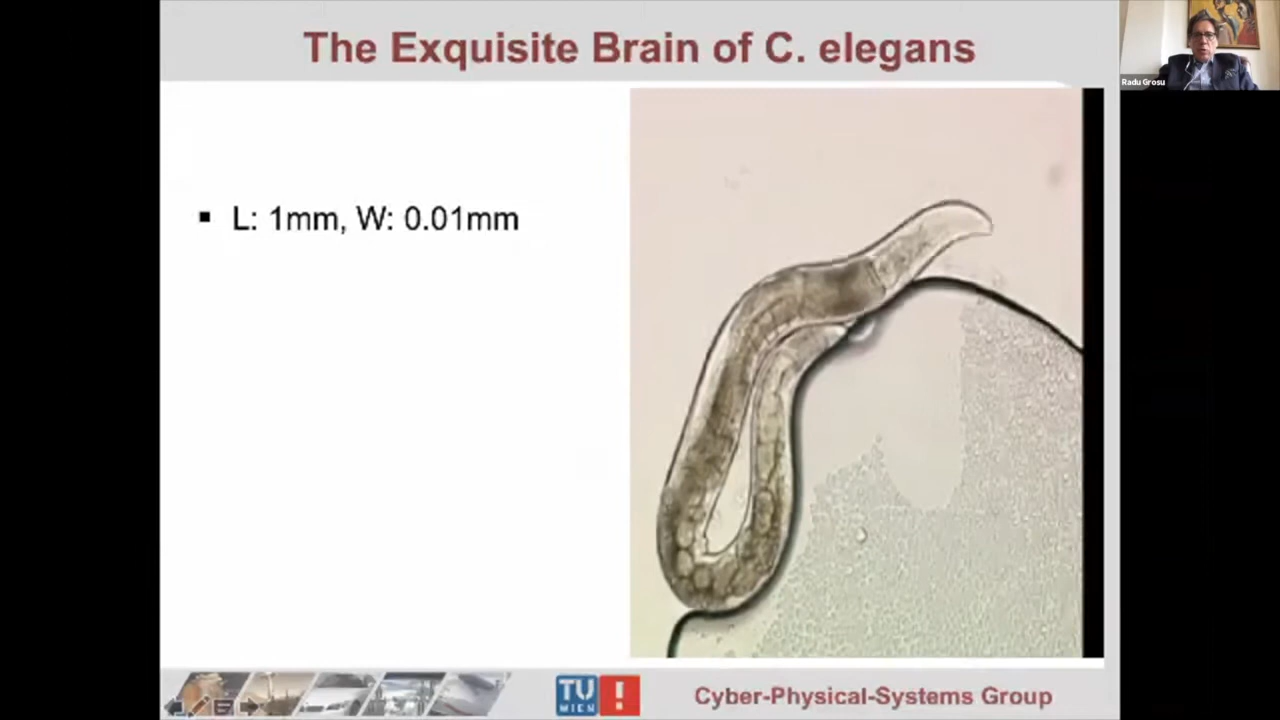 The Exquisite Brain of C. elegans
Radu Grosu
▪ L: 1mm, W: 0.01mm
TU
WIEN
!
Cyber-Physical-Systems Group